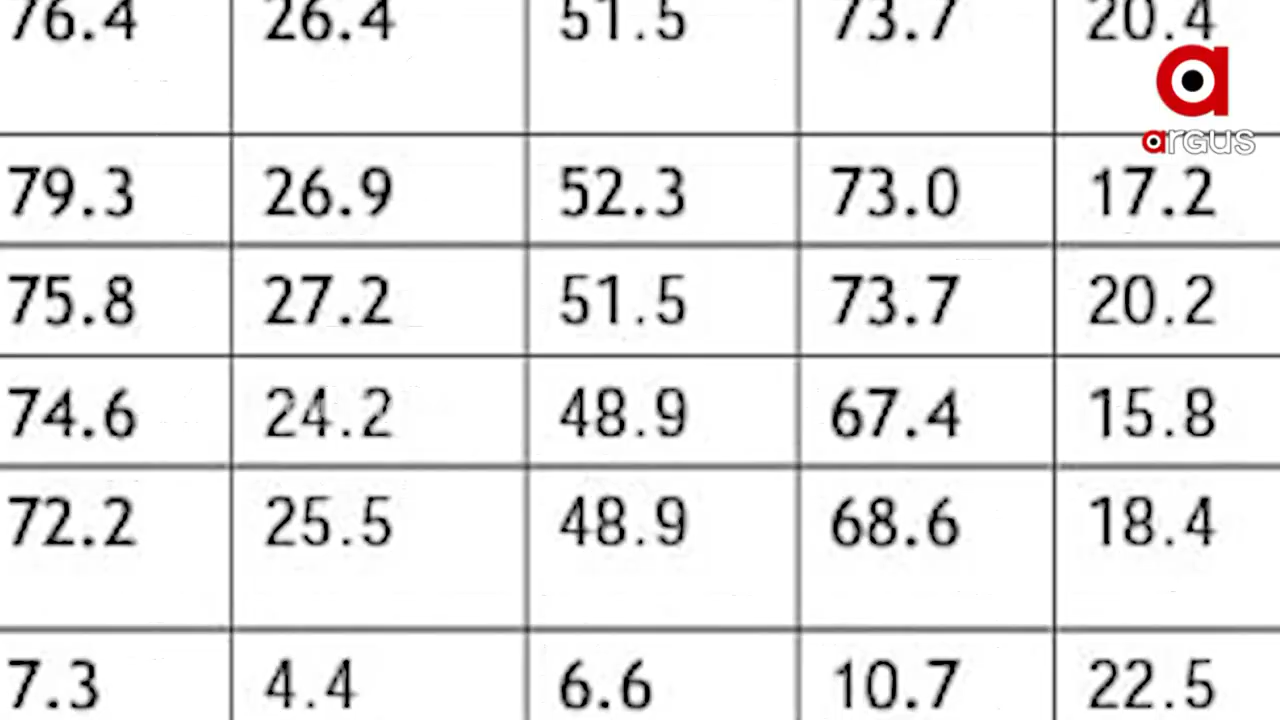 76.4 26.4 51.5 73.7 20.4
argus
79.3 26.9 52.3 73.0 17.2
75.8 27.2 51.5 73.7 20.2
74.6 24.2 48.9 67.4 15.8
72.2 25.5 48.9 68.6 18.4
7.3 4.4 6.6 10.7 22.5